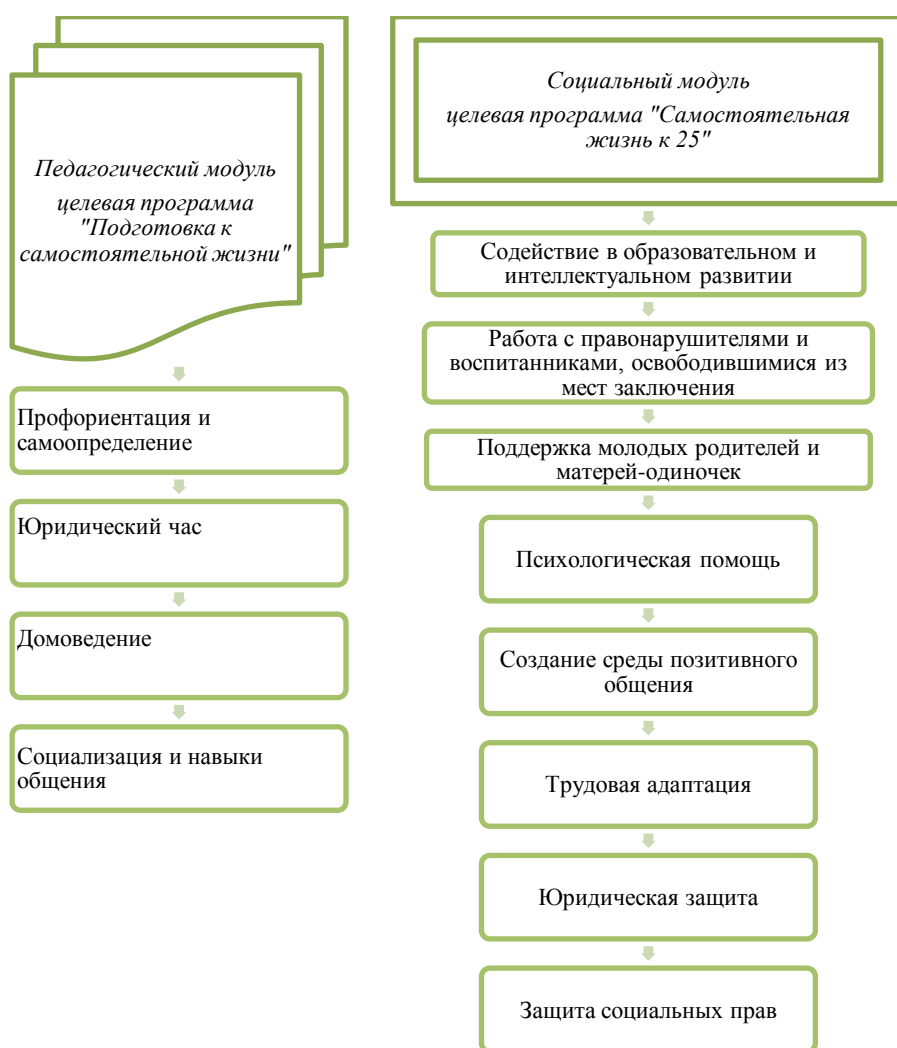 Педагогический модуль
целевая программа
"Подготовка к
самостоятельной жизни"
Профориентация и
самоопределение
Юридический час
Домоведение
Социализация и навыки
общения
Социальный модуль
целевая программа "Самостоятельная
жизнь к 25"
Содействие в образовательном и
интеллектуальном развитии
Работа с правонарушителями и
воспитанниками, освободившимися из
мест заключения
Поддержка молодых родителей и
матерей-одиночек
Психологическая помощь
Создание среды позитивного
общения
Трудовая адаптация
Юридическая защита
Защита социальных прав